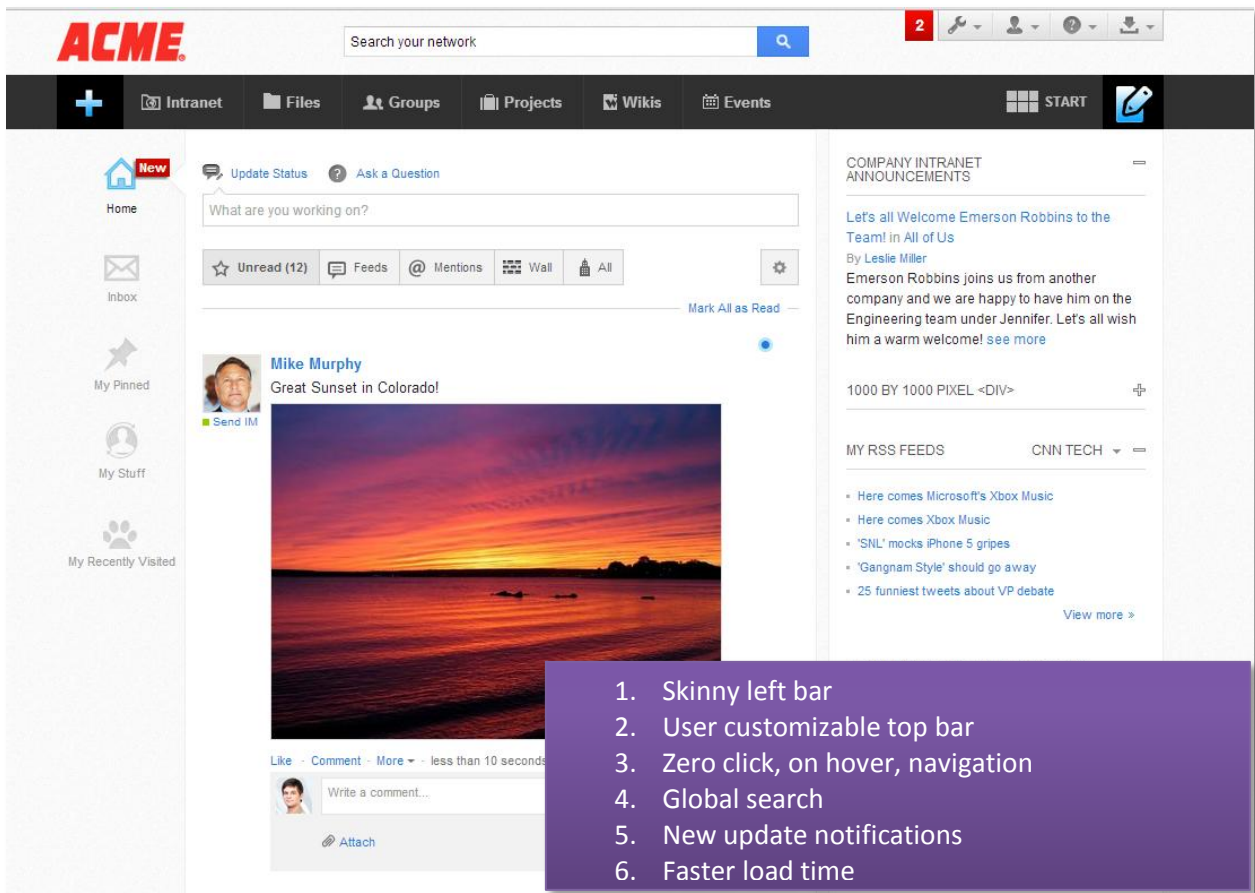 ACME®
Search your network
2
Intranet Files Groups Projects Wikis Events START
New
Home
Inbox
My Pinned
My Stuff
My Recently Visited
Update Status Ask a Question
What are you working on?
Unread (12) Feeds @ Mentions Wall All
Mark All as Read
Mike Murphy
Great Sunset in Colorado!
Send IM
Like · Comment · More · less than 10 seconds
Write a comment...
Attach
COMPANY INTRANET
ANNOUNCEMENTS
Let's all Welcome Emerson Robbins to the
Team! in All of Us
By Leslie Miller
Emerson Robbins joins us from another
company and we are happy to have him on the
Engineering team under Jennifer. Let's all wish
him a warm welcome! see more
1000 BY 1000 PIXEL <DIV>
MY RSS FEEDS CNN TECH
Here comes Microsoft's Xbox Music
Here comes Xbox Music
'SNL' mocks iPhone 5 gripes
'Gangnam Style' should go away
25 funniest tweets about VP debate
View more »
1. Skinny left bar
2. User customizable top bar
3. Zero click, on hover, navigation
4. Global search
5. New update notifications
6. Faster load time